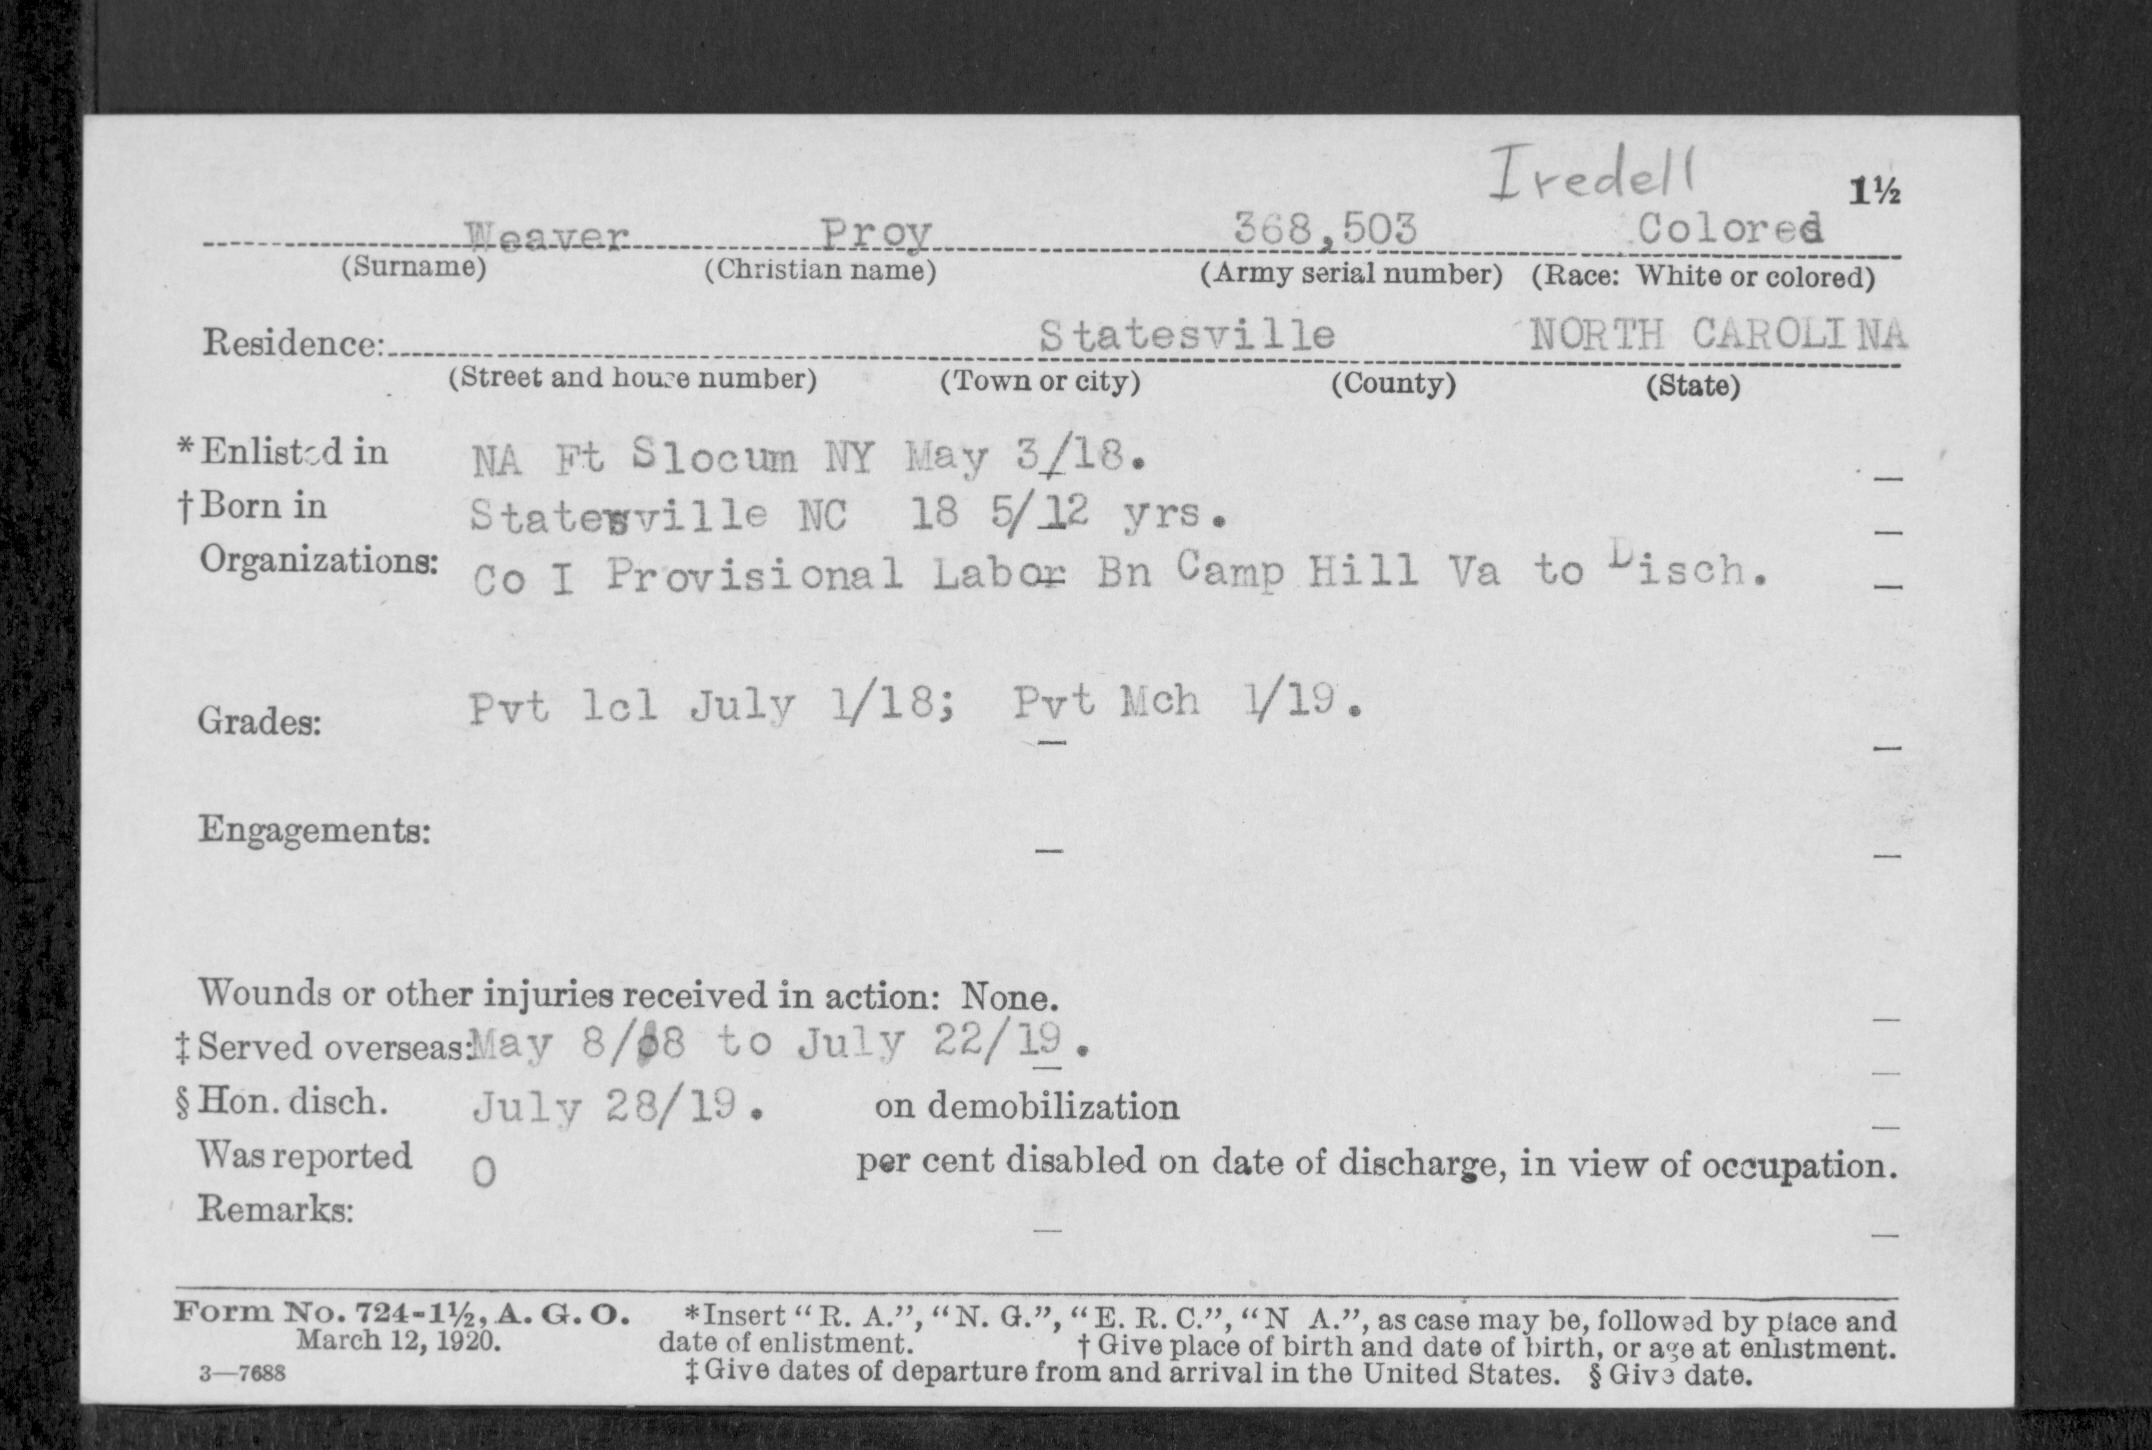 Iredell
1½
Weaver Proy 368,503 Colored
(Surname) (Christian name) (Army serial number) (Race: White or colored)
Residence: Statesville NORTH CAROLINA
(Street and house number) (Town or city) (County) (State)
*Enlisted in NA Ft Slocum NY May 3/18.
†Born in Statesville NC 18 5/12 yrs.
Organizations: Co I Provisional Labor Bn Camp Hill Va to Disch.
Grades: Pvt 1cl July 1/18; Pvt Mch 1/19.
Engagements:
Wounds or other injuries received in action: None.
‡Served overseas: May 8/18 to July 22/19.
§Hon. disch. July 28/19. on demobilization
Was reported 0 per cent disabled on date of discharge, in view of occupation.
Remarks:
Form No. 724-1½, A. G. O. *Insert “R. A.”, “N. G.”, “E. R. C.”, “N A.”, as case may be, followed by place and
March 12, 1920. date of enlistment. †Give place of birth and date of birth, or age at enlistment.
3—7688 ‡Give dates of departure from and arrival in the United States. §Give date.